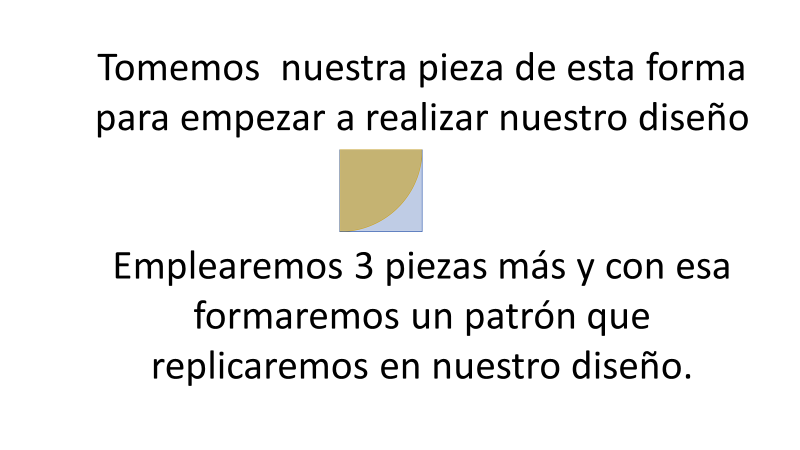 Tomemos  nuestra pieza de esta forma
para empezar a realizar nuestro diseño
Emplearemos 3 piezas más y con esa
formaremos un patrón que
replicaremos en nuestro diseño.